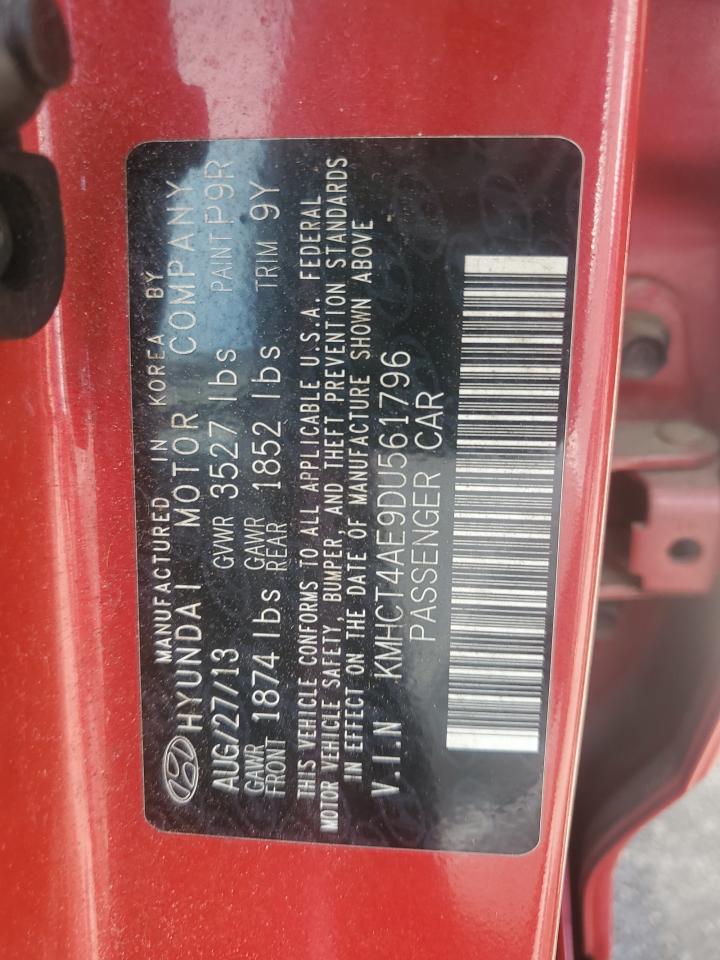 MANUFACTURED IN KOREA BY
HYUNDAI MOTOR COMPANY
AUG/27/13 GVWR 3527 lbs PAINT P9R
GAWR FRONT 1874 lbs GAWR REAR 1852 lbs TRIM 9Y
THIS VEHICLE CONFORMS TO ALL APPLICABLE U.S.A. FEDERAL
MOTOR VEHICLE SAFETY, BUMPER, AND THEFT PREVENTION STANDARDS
IN EFFECT ON THE DATE OF MANUFACTURE SHOWN ABOVE
V.I.N KMHCT4AE9DU561796
PASSENGER CAR